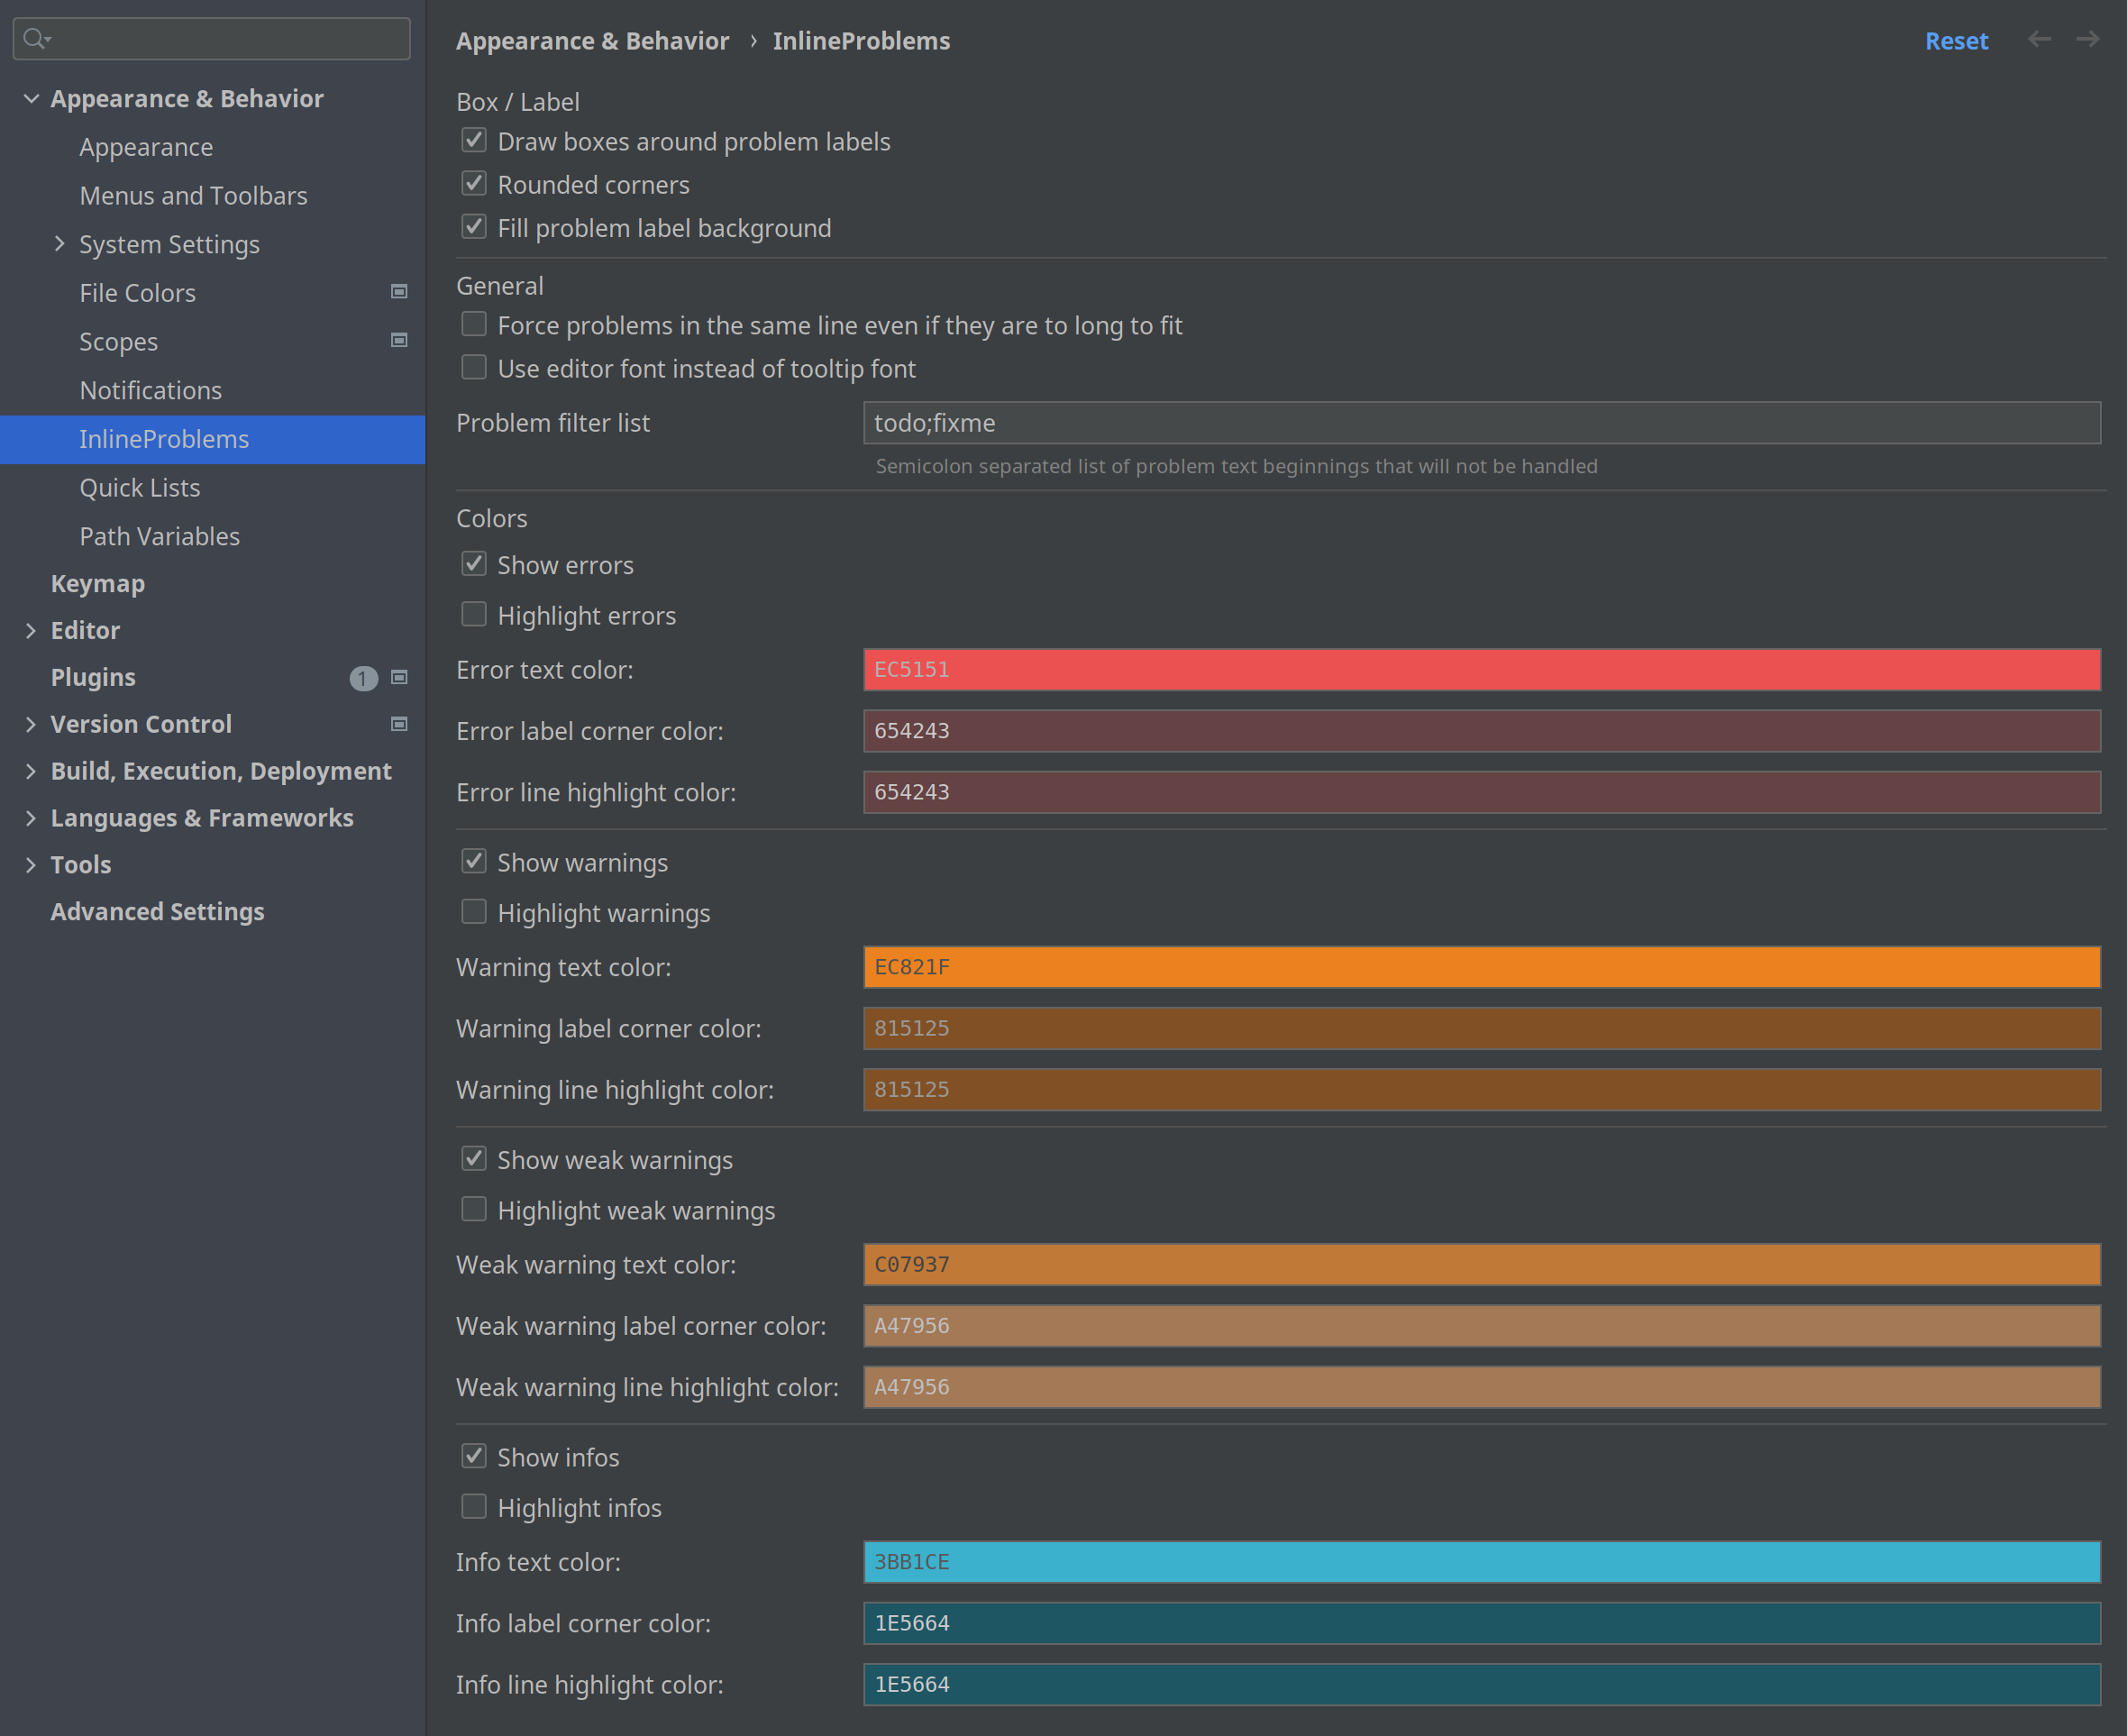 Appearance & Behavior
Appearance
Menus and Toolbars
System Settings
File Colors
Scopes
Notifications
InlineProblems
Quick Lists
Path Variables
Keymap
Editor
Plugins 1
Version Control
Build, Execution, Deployment
Languages & Frameworks
Tools
Advanced Settings
Appearance & Behavior › InlineProblems Reset
Box / Label
Draw boxes around problem labels
Rounded corners
Fill problem label background
General
Force problems in the same line even if they are to long to fit
Use editor font instead of tooltip font
Problem filter list todo;fixme
Semicolon separated list of problem text beginnings that will not be handled
Colors
Show errors
Highlight errors
Error text color: EC5151
Error label corner color: 654243
Error line highlight color: 654243
Show warnings
Highlight warnings
Warning text color: EC821F
Warning label corner color: 815125
Warning line highlight color: 815125
Show weak warnings
Highlight weak warnings
Weak warning text color: C07937
Weak warning label corner color: A47956
Weak warning line highlight color: A47956
Show infos
Highlight infos
Info text color: 3BB1CE
Info label corner color: 1E5664
Info line highlight color: 1E5664